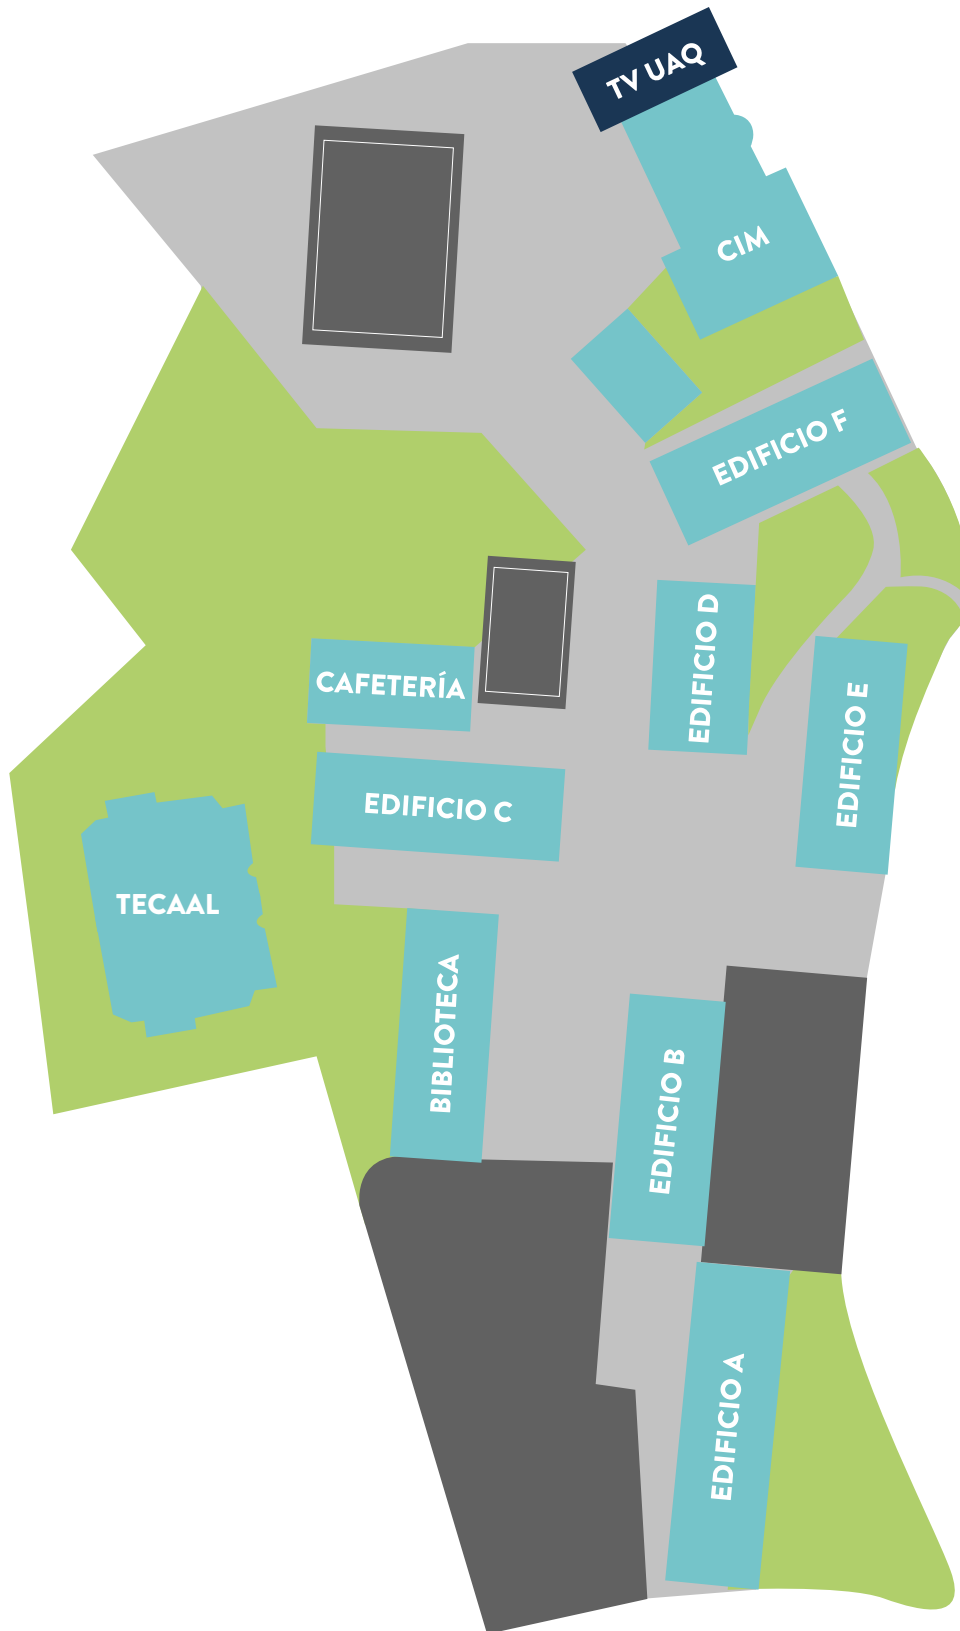 TV UAQ
CIM
EDIFICIO F
EDIFICIO D
CAFETERÍA
EDIFICIO E
EDIFICIO C
TECAAL
BIBLIOTECA
EDIFICIO B
EDIFICIO A